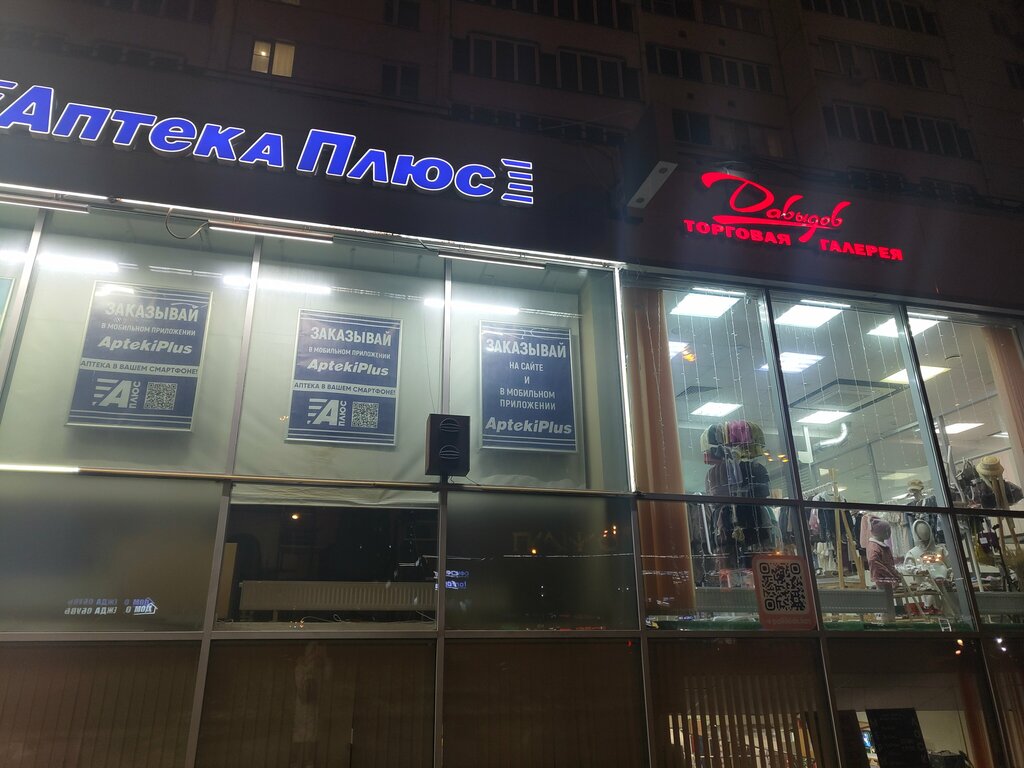 Аптека Плюс
Давыдов
ТОРГОВАЯ ГАЛЕРЕЯ
ЗАКАЗЫВАЙ
В МОБИЛЬНОМ ПРИЛОЖЕНИИ
AptekiPlus
АПТЕКА В ВАШЕМ СМАРТФОНЕ!
А ПЛЮС
ЗАКАЗЫВАЙ
В МОБИЛЬНОМ ПРИЛОЖЕНИИ
AptekiPlus
АПТЕКА В ВАШЕМ СМАРТФОНЕ!
А ПЛЮС
ЗАКАЗЫВАЙ
НА САЙТЕ
И
В МОБИЛЬНОМ
ПРИЛОЖЕНИИ
AptekiPlus